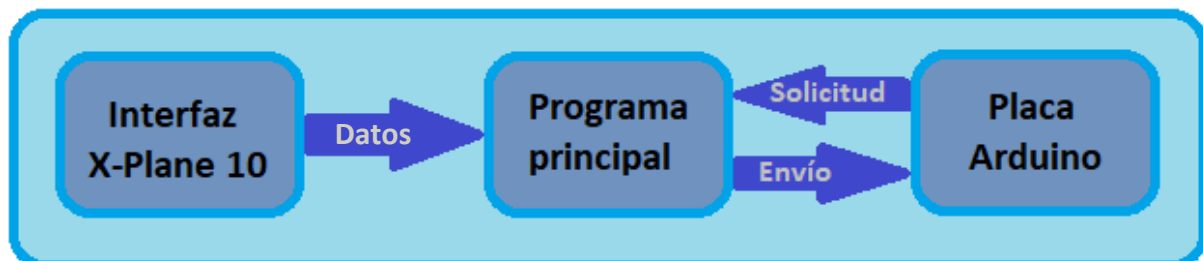 Interfaz
X-Plane 10
Datos
Programa
principal
Solicitud
Envío
Placa
Arduino